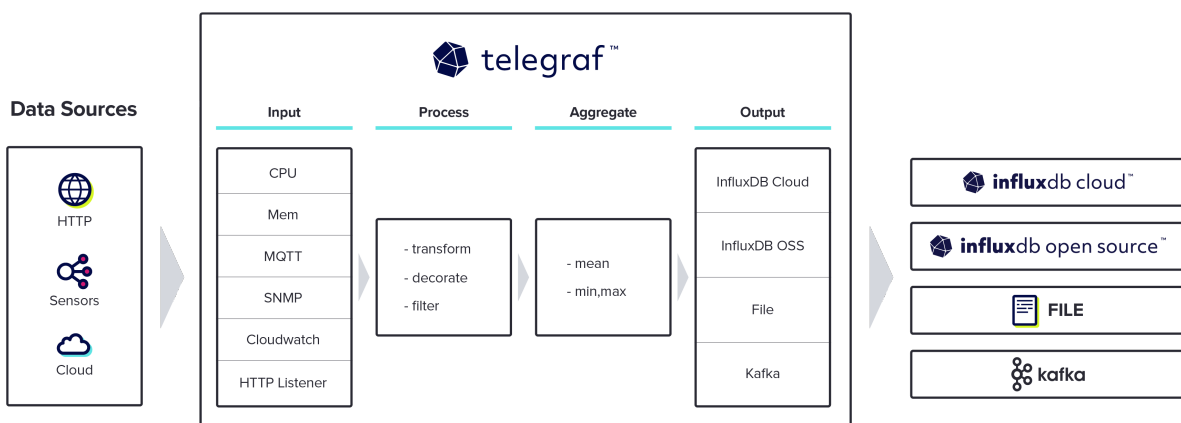 telegraf™
Data Sources
HTTP
Sensors
Cloud
Input
CPU
Mem
MQTT
SNMP
Cloudwatch
HTTP Listener
Process
- transform
- decorate
- filter
Aggregate
- mean
- min,max
Output
InfluxDB Cloud
InfluxDB OSS
File
Kafka
influxdb cloud™
influxdb open source™
FILE
kafka